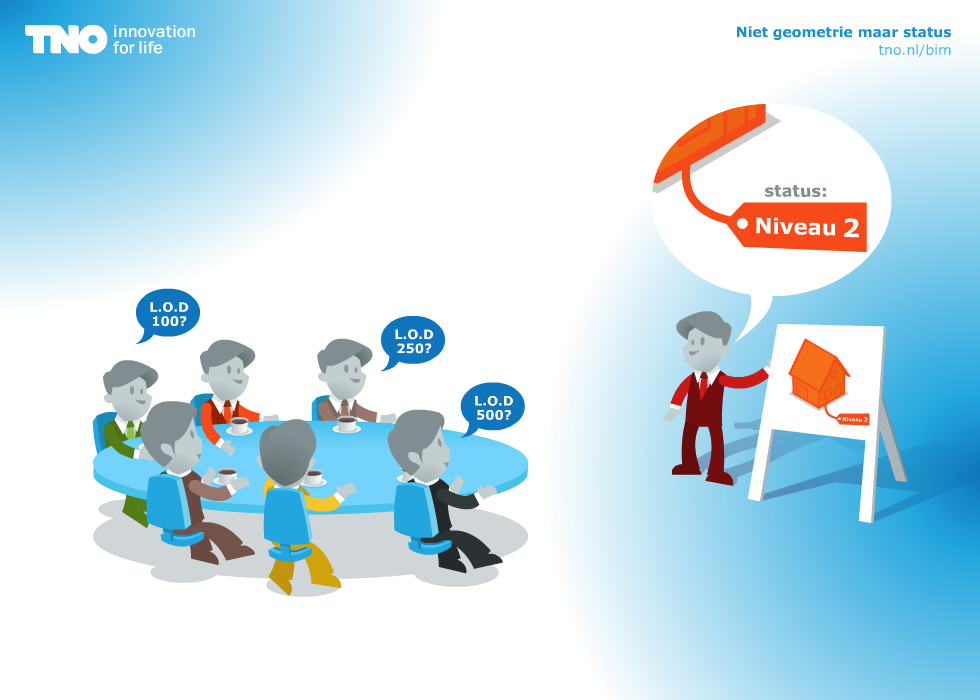 TNO innovation
for life
Niet geometrie maar status
tno.nl/bim
status:
Niveau 2
L.O.D
100?
L.O.D
250?
L.O.D
500?
Niveau 2